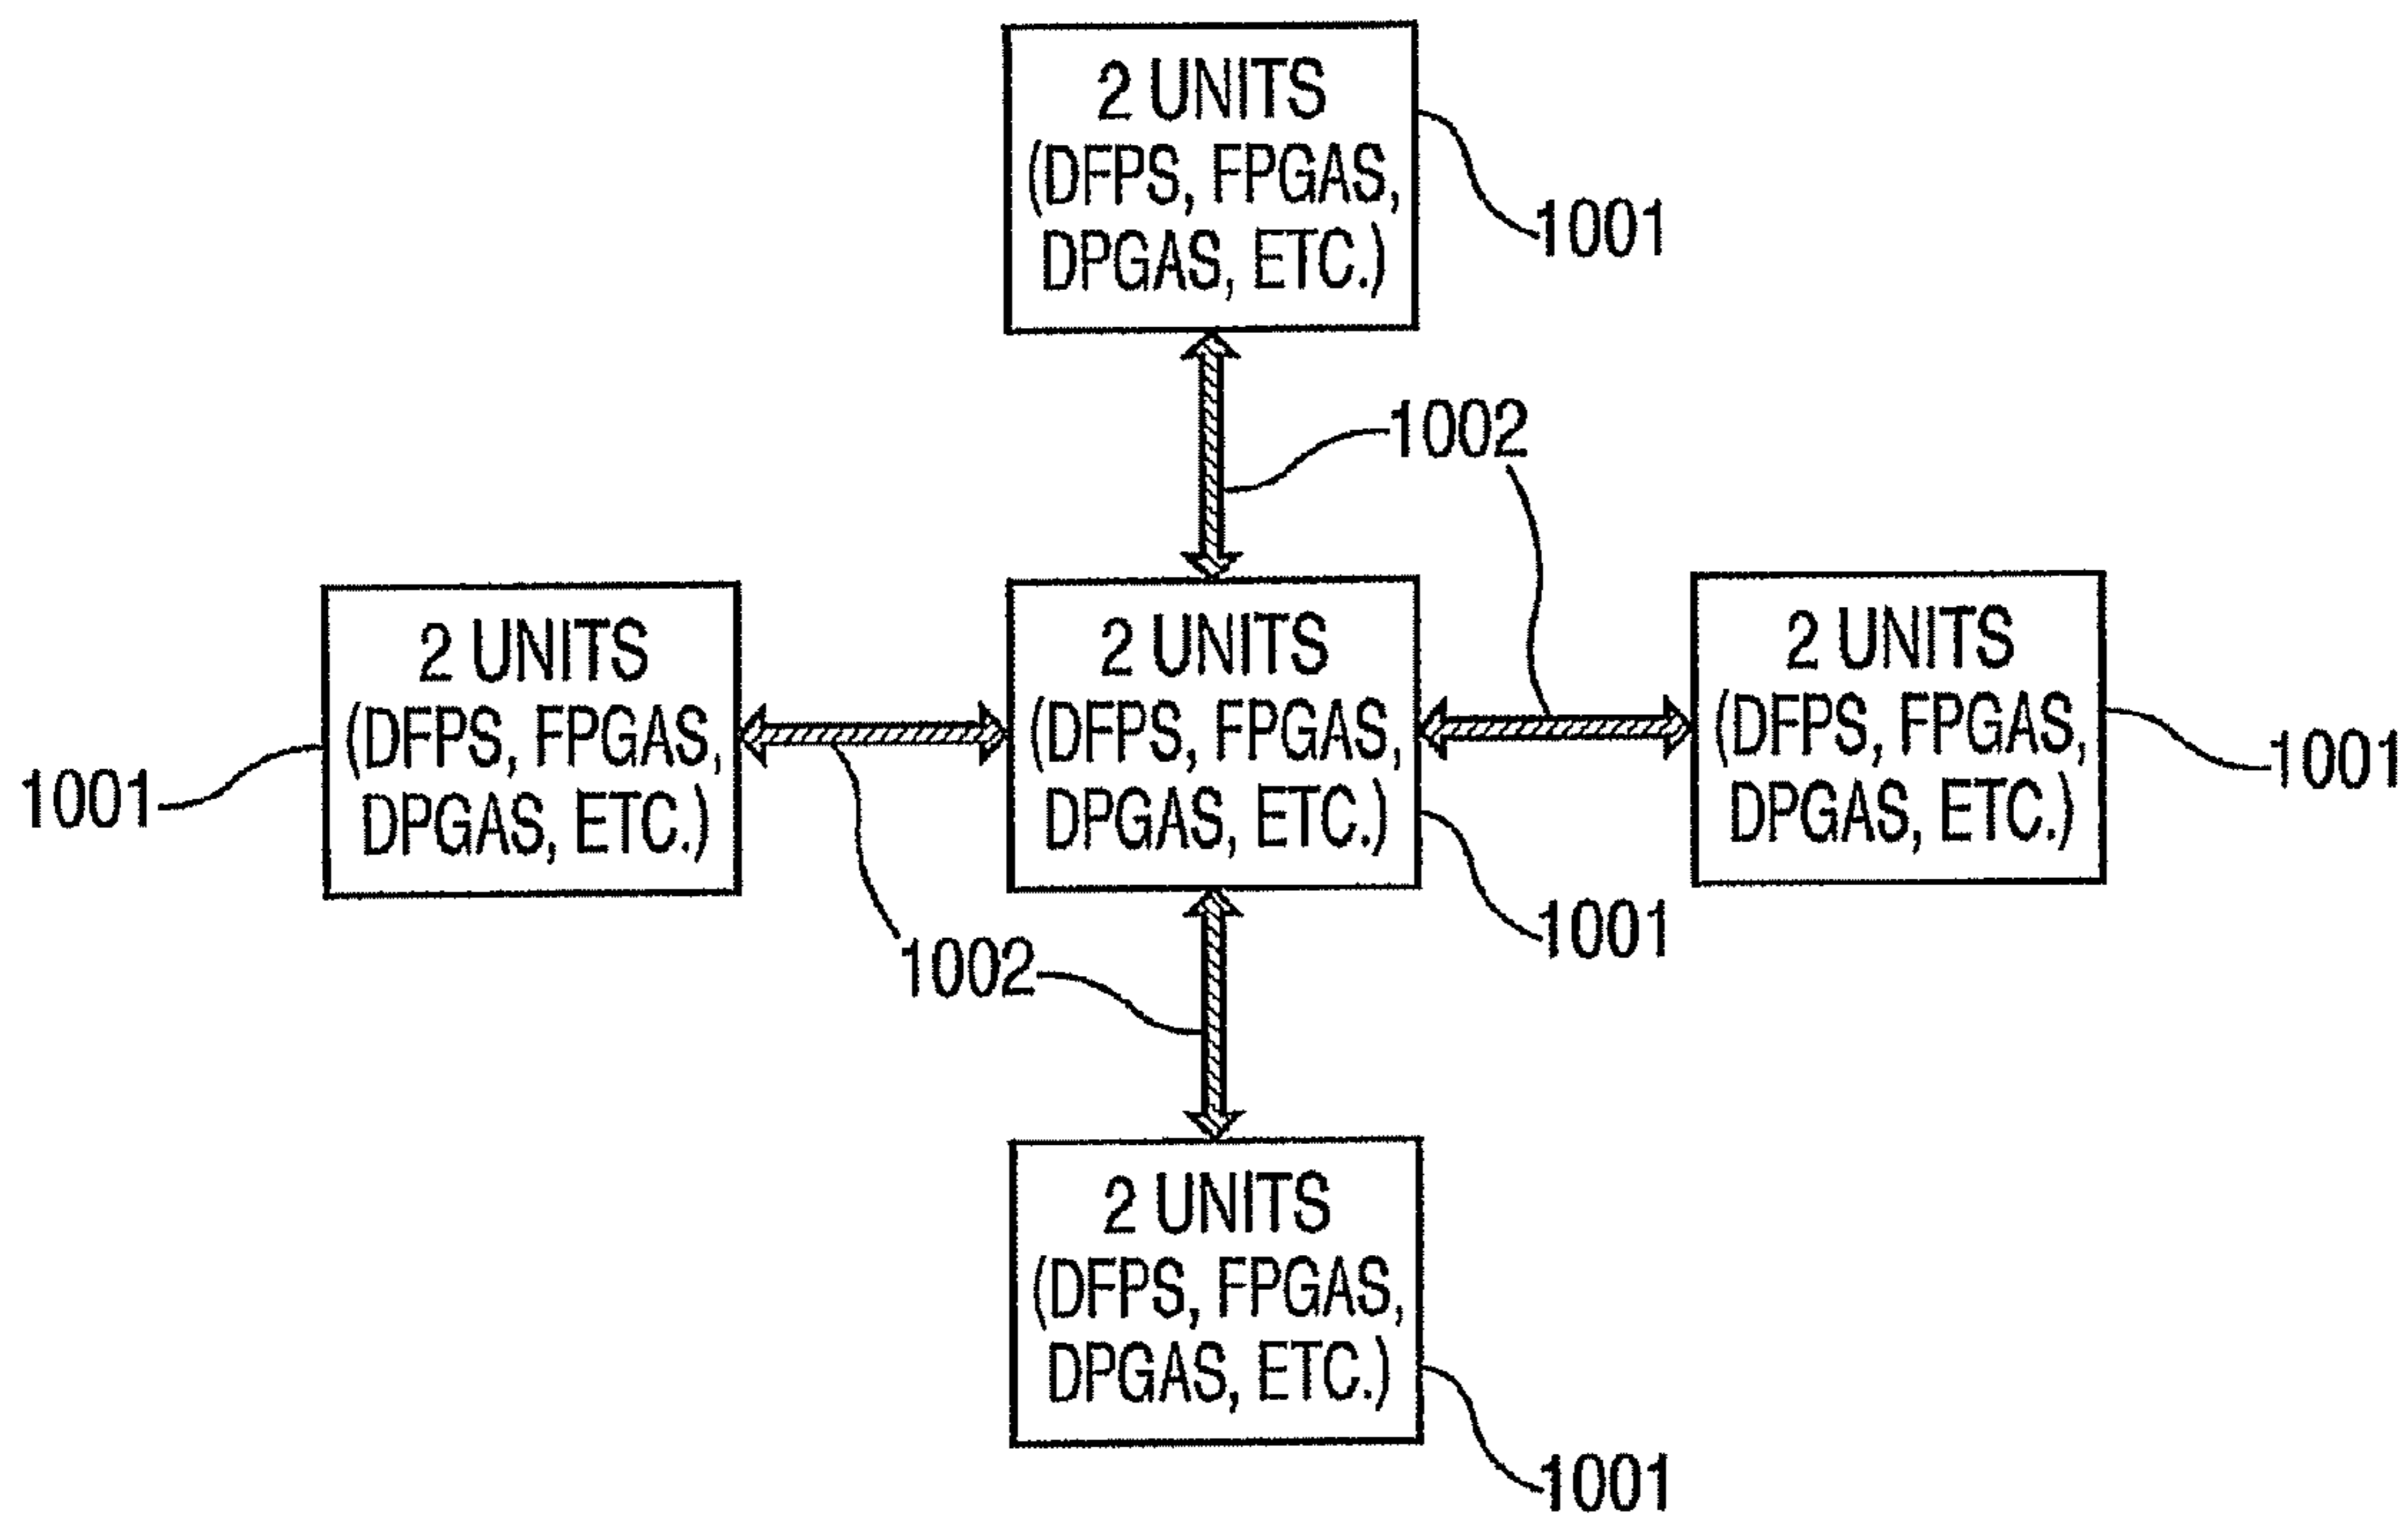 2 UNITS
(DFPS, FPGAS,
DPGAS, ETC.)
1001
1002
2 UNITS
(DFPS, FPGAS,
DPGAS, ETC.)
1001
2 UNITS
(DFPS, FPGAS,
DPGAS, ETC.)
1001
2 UNITS
(DFPS, FPGAS,
DPGAS, ETC.)
1001
1002
2 UNITS
(DFPS, FPGAS,
DPGAS, ETC.)
1001